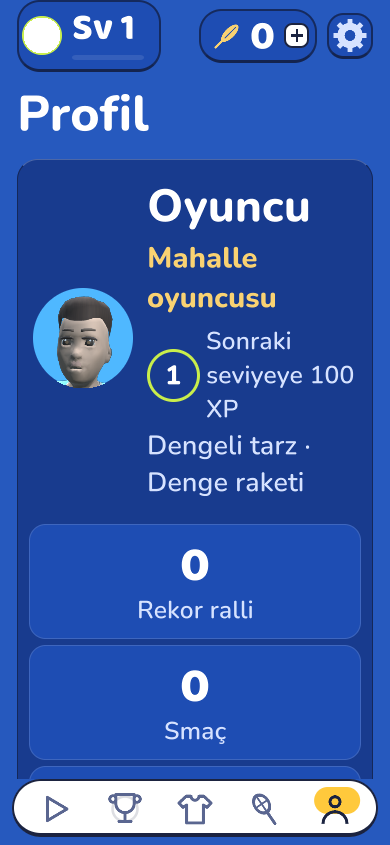 Sv 1
0
Profil
Oyuncu
Mahalle
oyuncusu
1
Sonraki
seviyeye 100
XP
Dengeli tarz ·
Denge raketi
0
Rekor ralli
0
Smaç